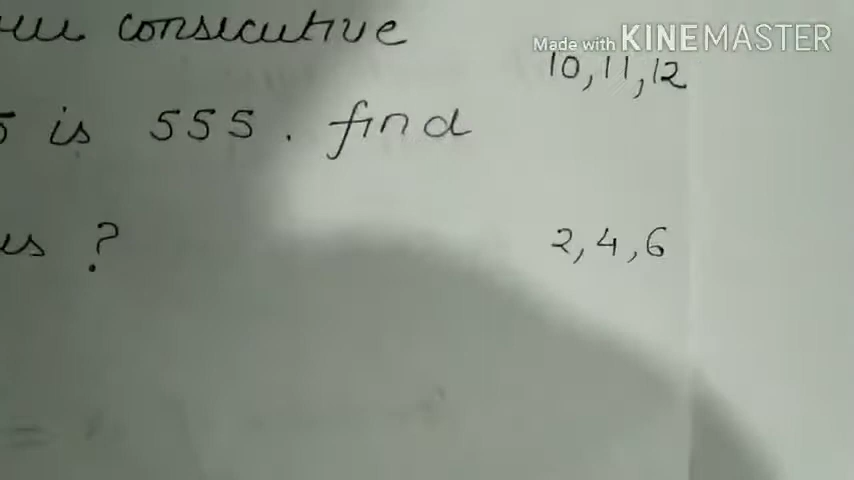 consecutive
Made with KINEMASTER
10, 11, 12
is 555. find
?
2, 4, 6